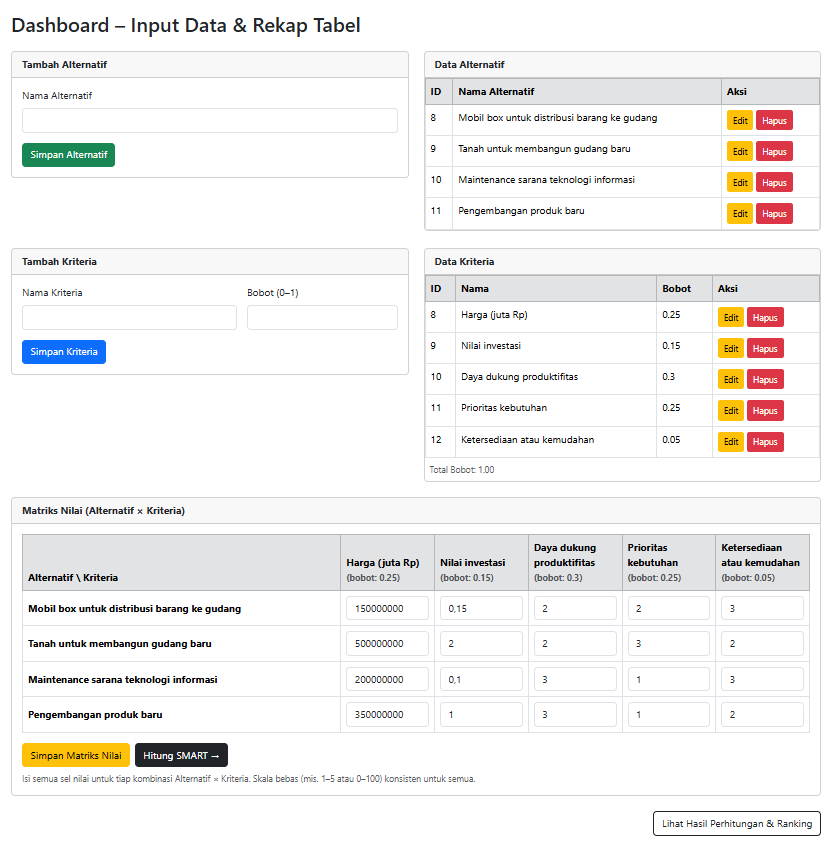 Dashboard – Input Data & Rekap Tabel
Tambah Alternatif
Nama Alternatif
Simpan Alternatif
Data Alternatif
ID Nama Alternatif Aksi
8 Mobil box untuk distribusi barang ke gudang Edit Hapus
9 Tanah untuk membangun gudang baru Edit Hapus
10 Maintenance sarana teknologi informasi Edit Hapus
11 Pengembangan produk baru Edit Hapus
Tambah Kriteria
Nama Kriteria Bobot (0–1)
Simpan Kriteria
Data Kriteria
ID Nama Bobot Aksi
8 Harga (juta Rp) 0.25 Edit Hapus
9 Nilai investasi 0.15 Edit Hapus
10 Daya dukung produktifitas 0.3 Edit Hapus
11 Prioritas kebutuhan 0.25 Edit Hapus
12 Ketersediaan atau kemudahan 0.05 Edit Hapus
Total Bobot: 1.00
Matriks Nilai (Alternatif × Kriteria)
Alternatif \ Kriteria
Harga (juta Rp)
(bobot: 0.25)
Nilai investasi
(bobot: 0.15)
Daya dukung
produktifitas
(bobot: 0.3)
Prioritas
kebutuhan
(bobot: 0.25)
Ketersediaan
atau kemudahan
(bobot: 0.05)
Mobil box untuk distribusi barang ke gudang 150000000 0,15 2 2 3
Tanah untuk membangun gudang baru 500000000 2 2 3 2
Maintenance sarana teknologi informasi 200000000 0,1 3 1 3
Pengembangan produk baru 350000000 1 3 1 2
Simpan Matriks Nilai Hitung SMART →
Isi semua sel nilai untuk tiap kombinasi Alternatif × Kriteria. Skala bebas (mis. 1–5 atau 0–100) konsisten untuk semua.
Lihat Hasil Perhitungan & Ranking